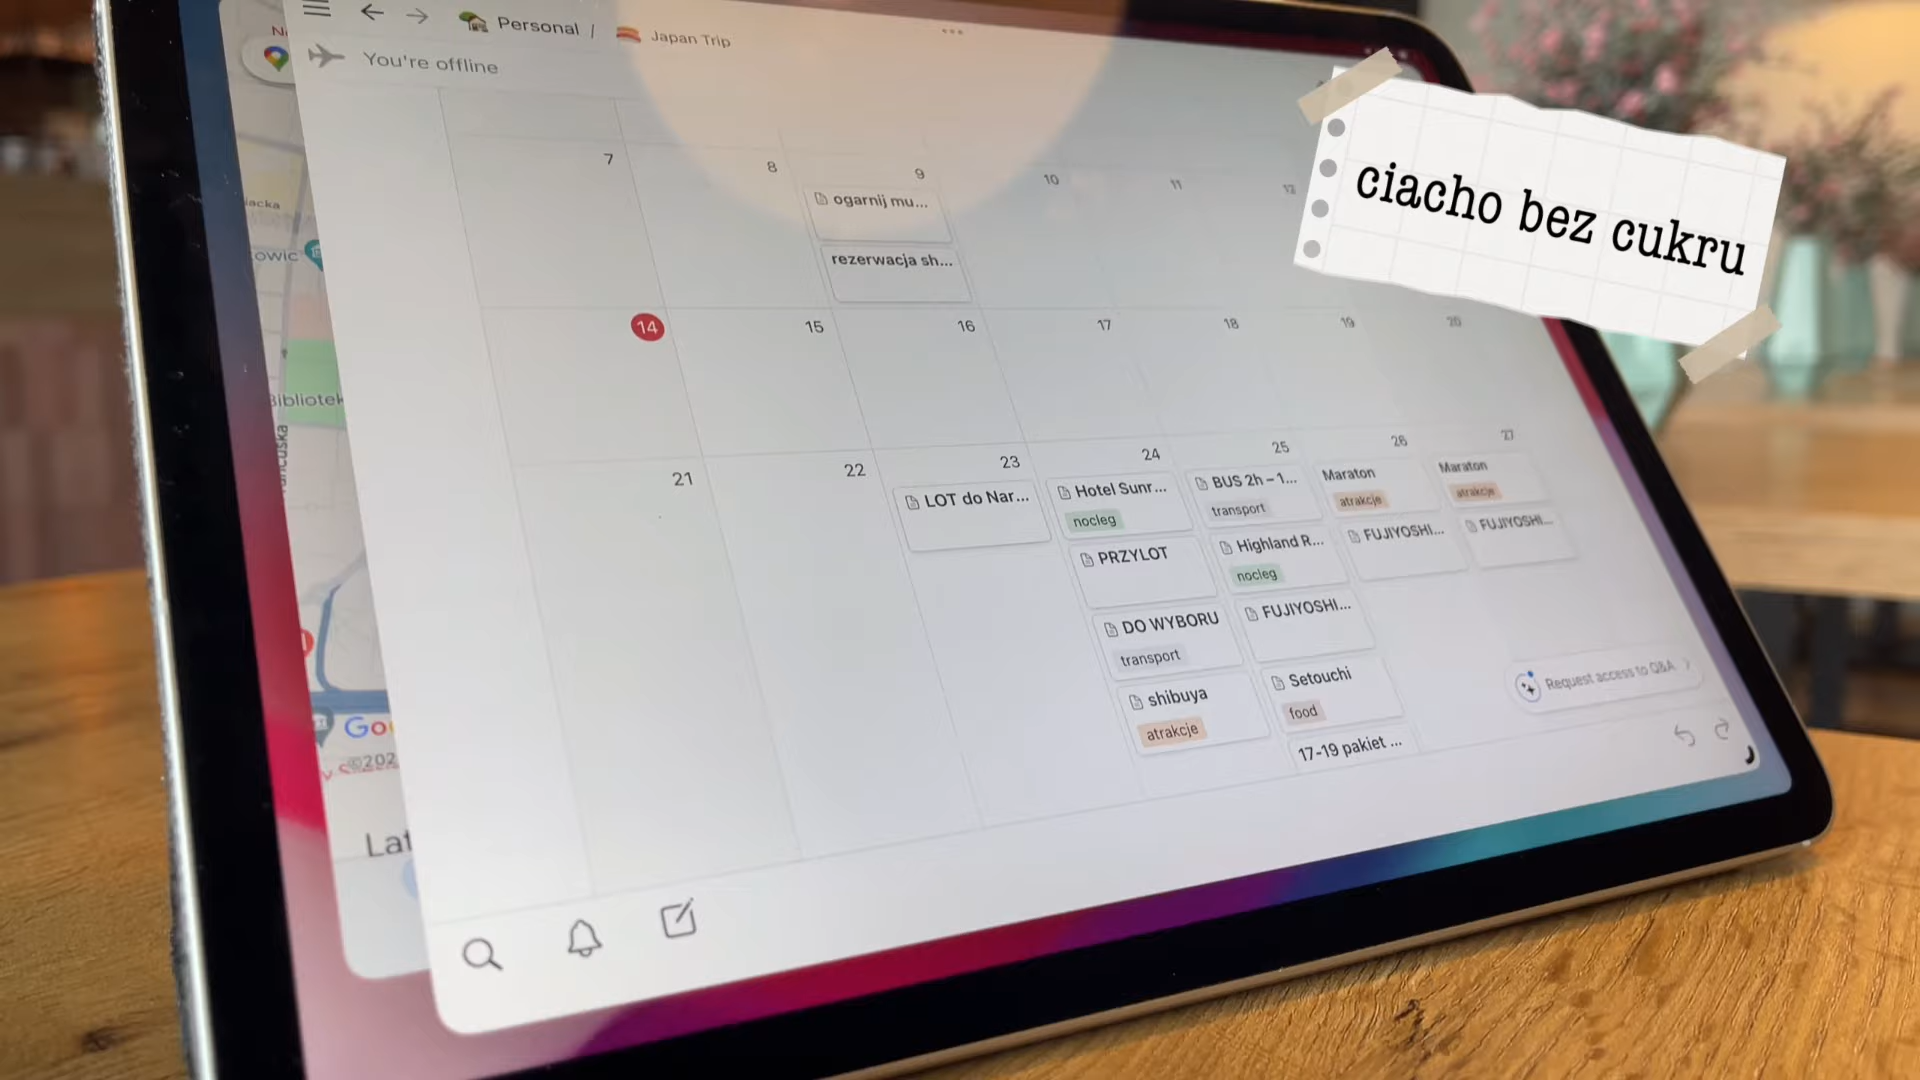 Personal / Japan Trip
You're offline
7 8 9 10 11 12
ogarnij mu...
rezerwacja sh...
14 15 16 17 18 19 20
21 22 23 24 25 26 27
LOT do Nar...
Hotel Sunr...
nocleg
PRZYLOT
DO WYBORU
transport
shibuya
atrakcje
BUS 2h – 1...
transport
Highland R...
nocleg
FUJIYOSHI...
Setouchi
food
17-19 pakiet ...
Maraton
atrakcje
FUJIYOSHI...
Maraton
atrakcje
FUJIYOSHI...
Request access to Q&A
ciacho bez cukru